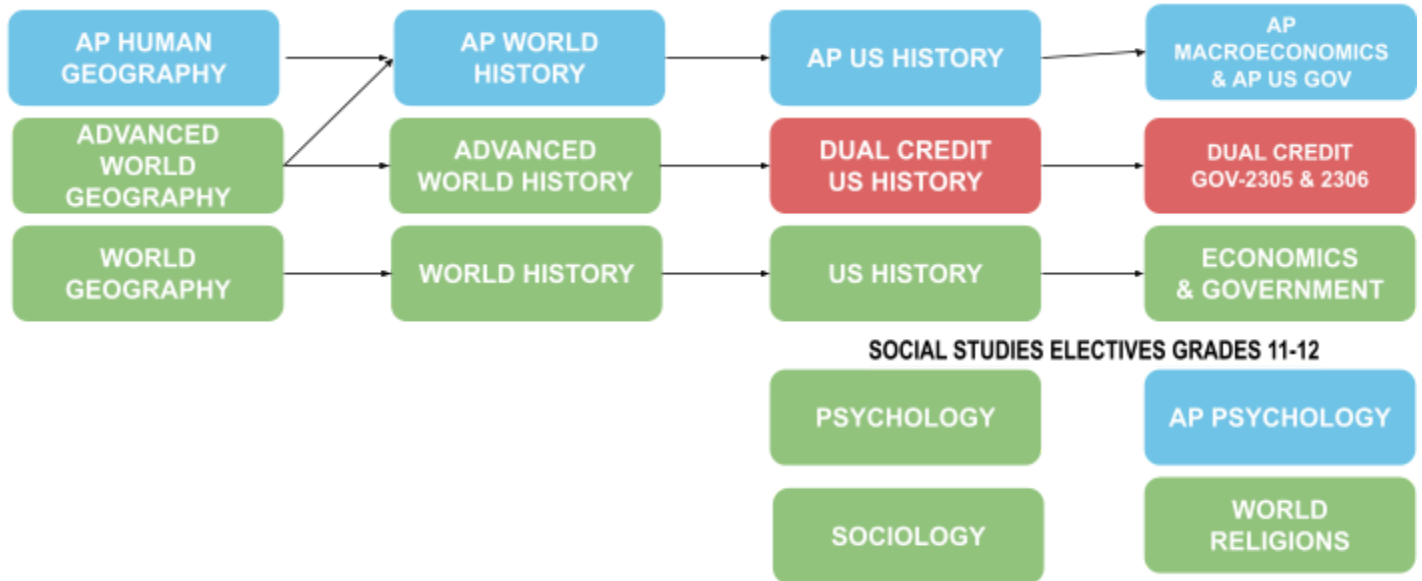 AP HUMAN
GEOGRAPHY
AP WORLD
HISTORY
AP US HISTORY
AP
MACROECONOMICS
& AP US GOV
ADVANCED
WORLD
GEOGRAPHY
ADVANCED
WORLD HISTORY
DUAL CREDIT
US HISTORY
DUAL CREDIT
GOV-2305 & 2306
WORLD
GEOGRAPHY
WORLD HISTORY
US HISTORY
ECONOMICS
& GOVERNMENT
SOCIAL STUDIES ELECTIVES GRADES 11-12
PSYCHOLOGY
AP PSYCHOLOGY
SOCIOLOGY
WORLD
RELIGIONS